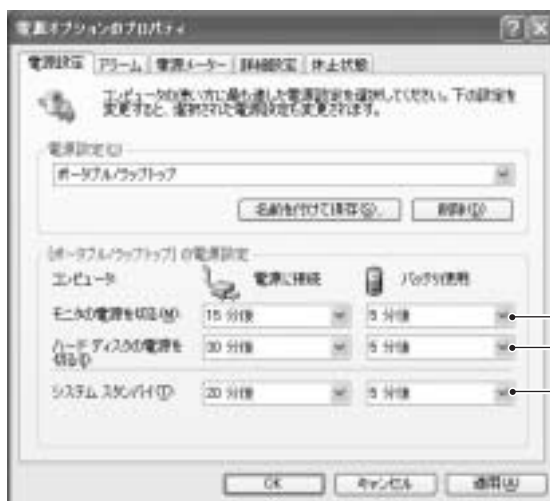 電源オプションのプロパティ
電源設定 アラーム 電源メーター 詳細設定 休止状態
コンピュータの使い方に最も適した電源設定を選択してください。下の設定を
変更すると、選択された電源設定も変更されます。
電源設定(C)
ポータブル/ラップトップ
名前を付けて保存(S)... 削除(D)
[ポータブル/ラップトップ] の電源設定
コンピュータ 電源に接続 バッテリ使用
モニタの電源を切る(M) 15 分後 5 分後
ハード ディスクの電源を
切る(I) 30 分後 5 分後
システム スタンバイ(T) 20 分後 5 分後
OK キャンセル 適用(A)